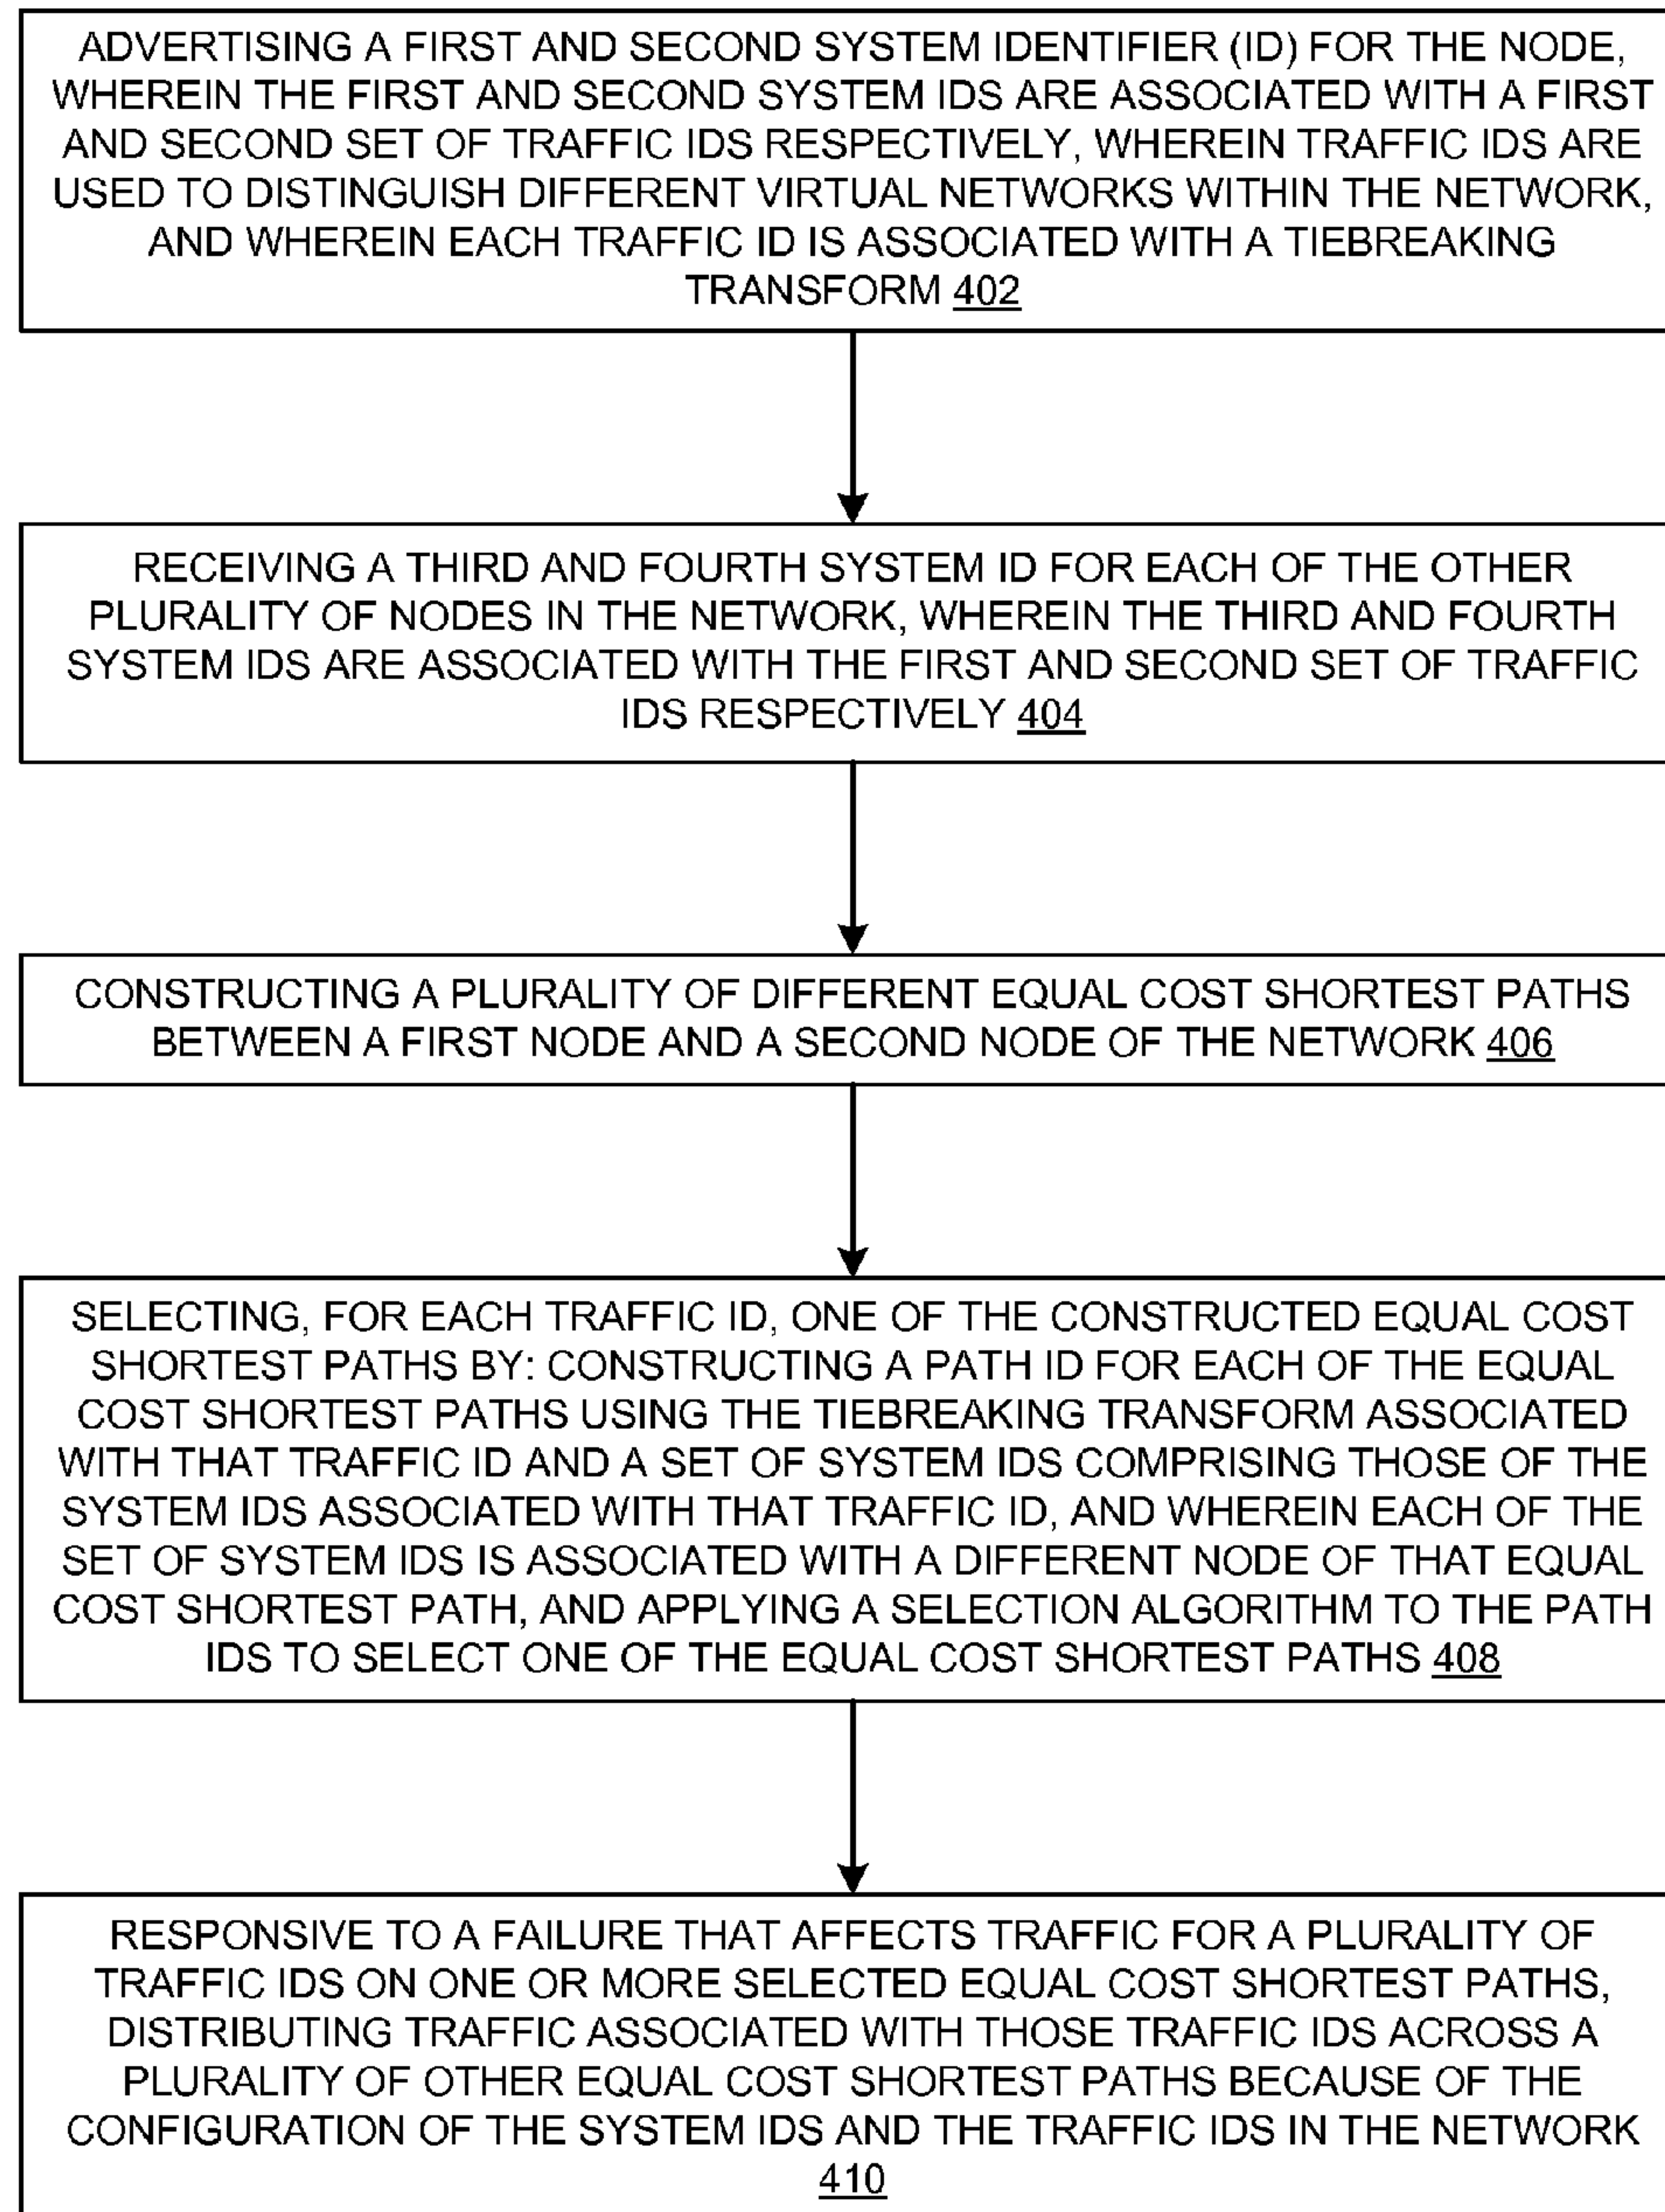 ADVERTISING A FIRST AND SECOND SYSTEM IDENTIFIER (ID) FOR THE NODE,
WHEREIN THE FIRST AND SECOND SYSTEM IDS ARE ASSOCIATED WITH A FIRST
AND SECOND SET OF TRAFFIC IDS RESPECTIVELY, WHEREIN TRAFFIC IDS ARE
USED TO DISTINGUISH DIFFERENT VIRTUAL NETWORKS WITHIN THE NETWORK,
AND WHEREIN EACH TRAFFIC ID IS ASSOCIATED WITH A TIEBREAKING
TRANSFORM 402
RECEIVING A THIRD AND FOURTH SYSTEM ID FOR EACH OF THE OTHER
PLURALITY OF NODES IN THE NETWORK, WHEREIN THE THIRD AND FOURTH
SYSTEM IDS ARE ASSOCIATED WITH THE FIRST AND SECOND SET OF TRAFFIC
IDS RESPECTIVELY 404
CONSTRUCTING A PLURALITY OF DIFFERENT EQUAL COST SHORTEST PATHS
BETWEEN A FIRST NODE AND A SECOND NODE OF THE NETWORK 406
SELECTING, FOR EACH TRAFFIC ID, ONE OF THE CONSTRUCTED EQUAL COST
SHORTEST PATHS BY: CONSTRUCTING A PATH ID FOR EACH OF THE EQUAL
COST SHORTEST PATHS USING THE TIEBREAKING TRANSFORM ASSOCIATED
WITH THAT TRAFFIC ID AND A SET OF SYSTEM IDS COMPRISING THOSE OF THE
SYSTEM IDS ASSOCIATED WITH THAT TRAFFIC ID, AND WHEREIN EACH OF THE
SET OF SYSTEM IDS IS ASSOCIATED WITH A DIFFERENT NODE OF THAT EQUAL
COST SHORTEST PATH, AND APPLYING A SELECTION ALGORITHM TO THE PATH
IDS TO SELECT ONE OF THE EQUAL COST SHORTEST PATHS 408
RESPONSIVE TO A FAILURE THAT AFFECTS TRAFFIC FOR A PLURALITY OF
TRAFFIC IDS ON ONE OR MORE SELECTED EQUAL COST SHORTEST PATHS,
DISTRIBUTING TRAFFIC ASSOCIATED WITH THOSE TRAFFIC IDS ACROSS A
PLURALITY OF OTHER EQUAL COST SHORTEST PATHS BECAUSE OF THE
CONFIGURATION OF THE SYSTEM IDS AND THE TRAFFIC IDS IN THE NETWORK
410